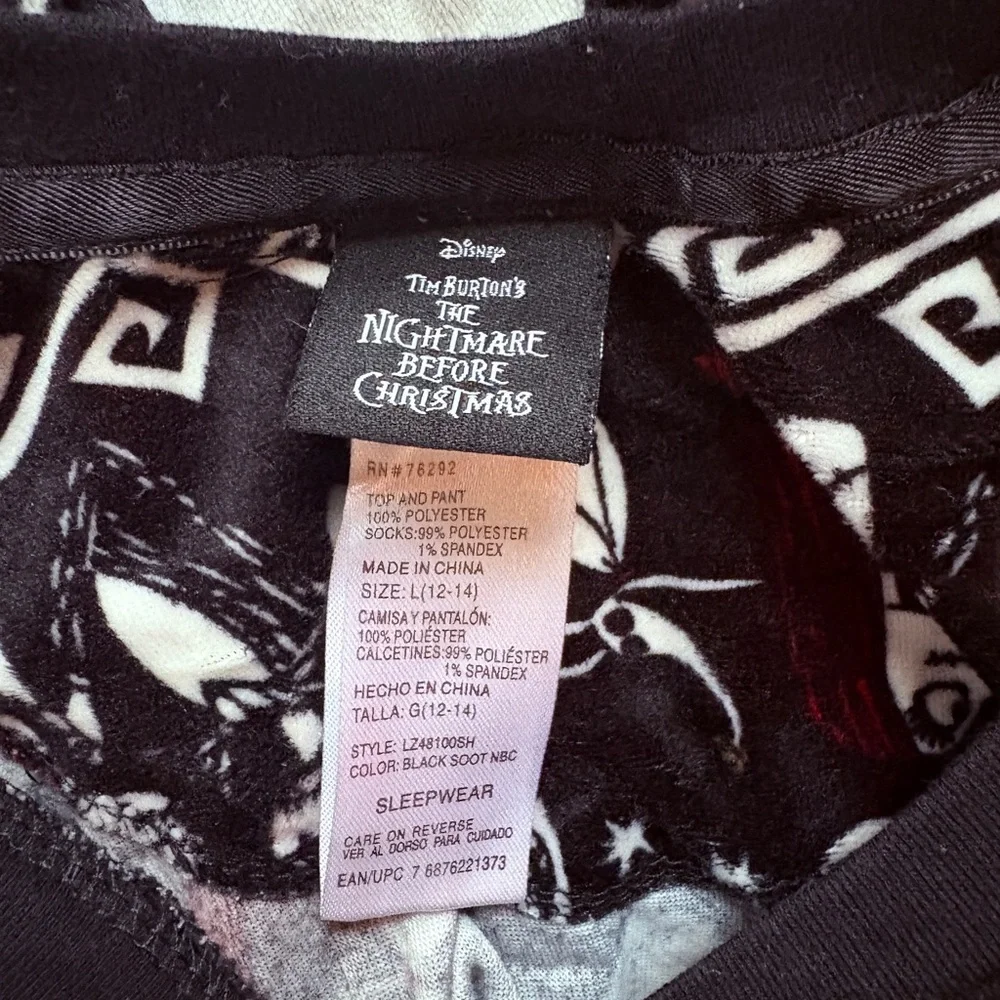 Disney
Tim Burton's
The
Nightmare
Before
Christmas
RN# 76292
TOP AND PANT
100% POLYESTER
SOCKS:99% POLYESTER
1% SPANDEX
MADE IN CHINA
SIZE: L(12-14)
CAMISA Y PANTALÓN:
100% POLIÉSTER
CALCETINES:99% POLIÉSTER
1% SPANDEX
HECHO EN CHINA
TALLA: G(12-14)
STYLE: LZ48100SH
COLOR: BLACK SOOT NBC
SLEEPWEAR
CARE ON REVERSE
VER AL DORSO PARA CUIDADO
EAN/UPC 7 6876221373